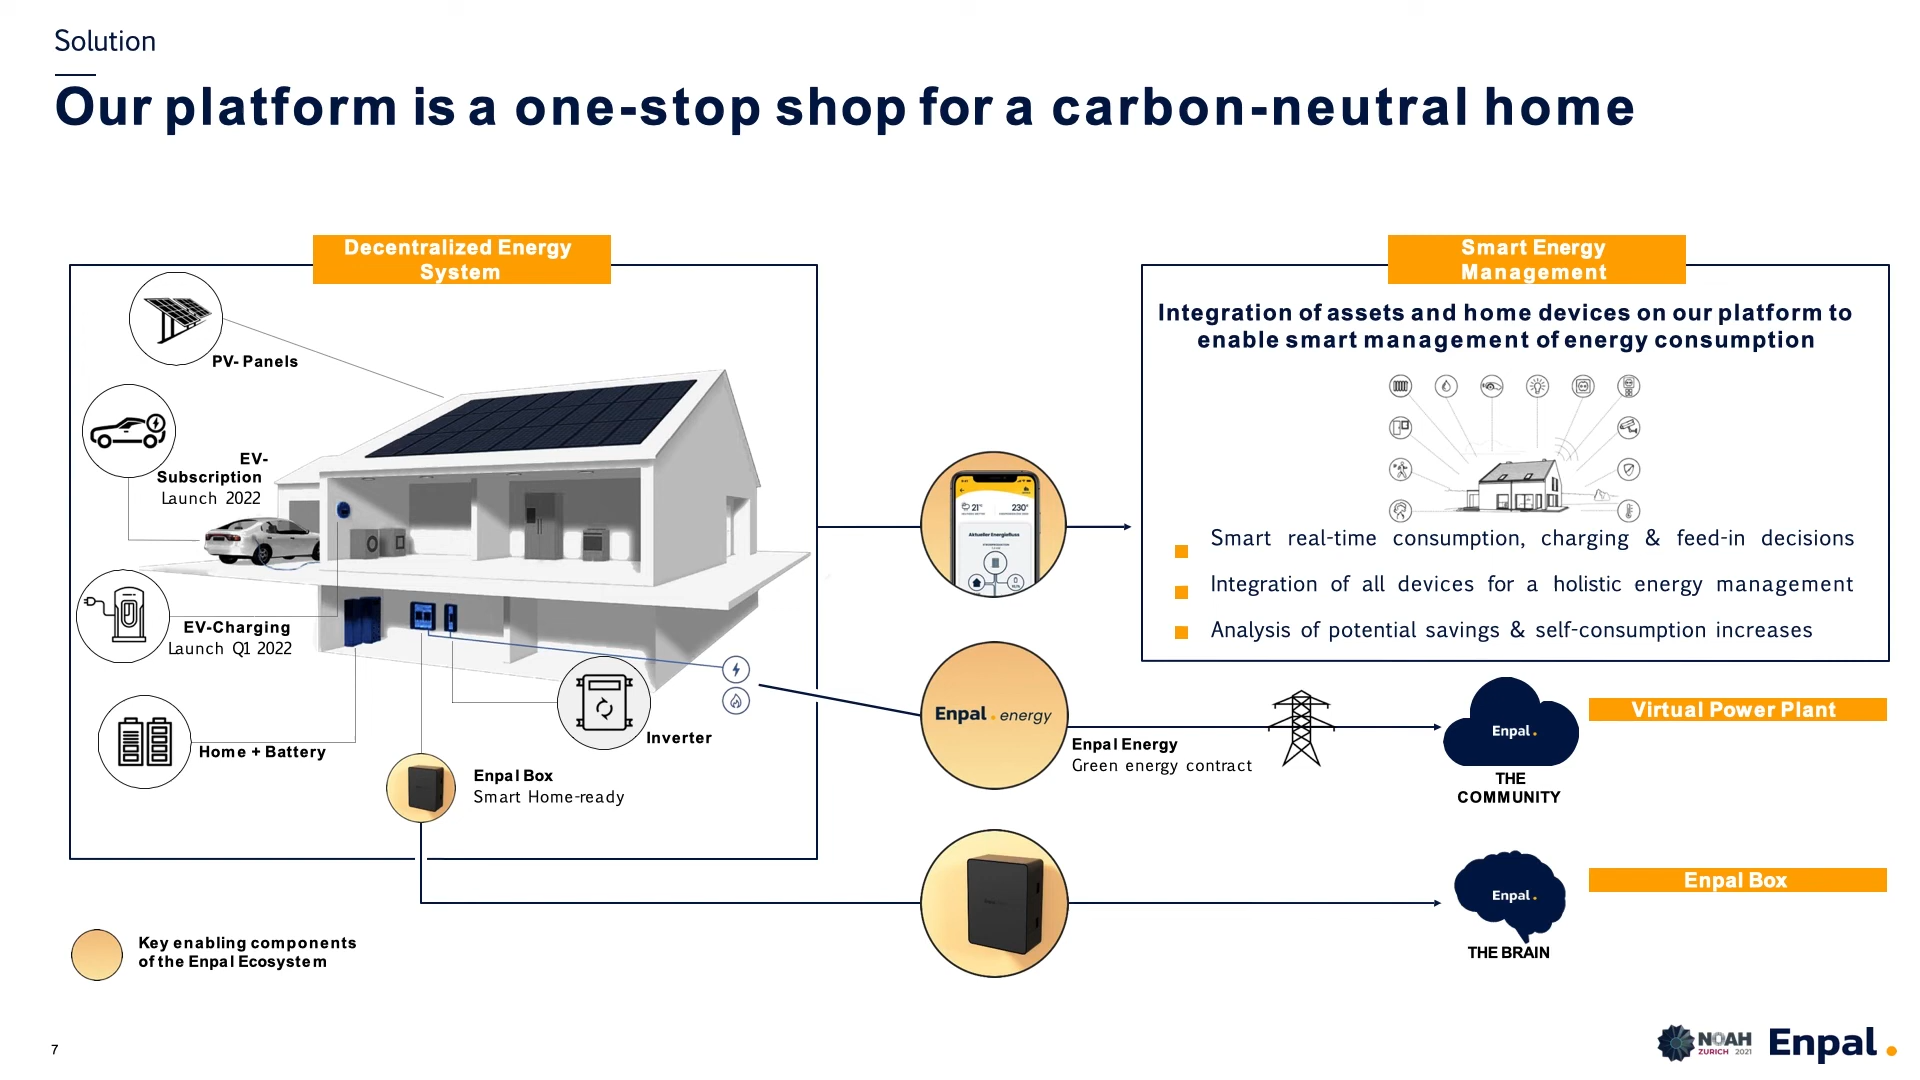 Solution
Our platform is a one-stop shop for a carbon-neutral home
Decentralized Energy
System
PV- Panels
EV-
Subscription
Launch 2022
EV-Charging
Launch Q1 2022
Home + Battery
Inverter
Enpal Box
Smart Home-ready
Key enabling components
of the Enpal Ecosystem
21°
230°
Aktueller Energiefluss
Enpal. energy
Enpal Energy
Green energy contract
Smart Energy
Management
Integration of assets and home devices on our platform to
enable smart management of energy consumption
Smart real-time consumption, charging & feed-in decisions
Integration of all devices for a holistic energy management
Analysis of potential savings & self-consumption increases
Enpal.
THE
COMMUNITY
Virtual Power Plant
Enpal.
THE BRAIN
Enpal Box
7
NOAH
ZURICH 2021
Enpal.